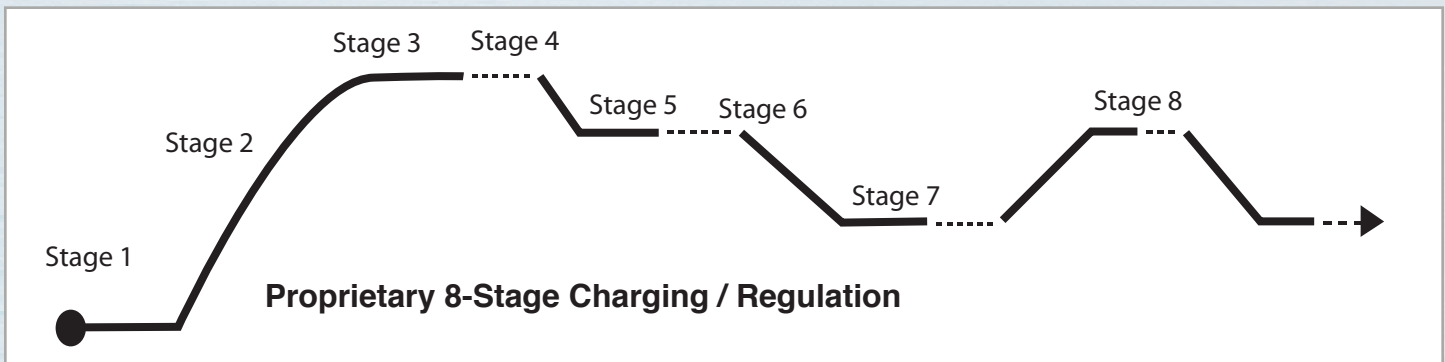 Stage 3
Stage 4
Stage 5
Stage 6
Stage 8
Stage 2
Stage 7
Stage 1
Proprietary 8-Stage Charging / Regulation